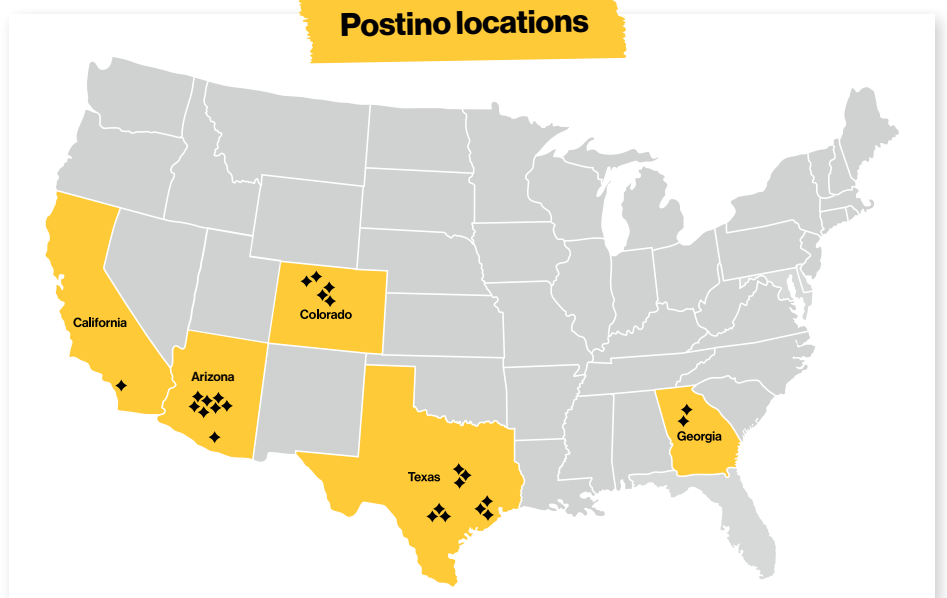 Postino locations
California
Colorado
Arizona
Texas
Georgia